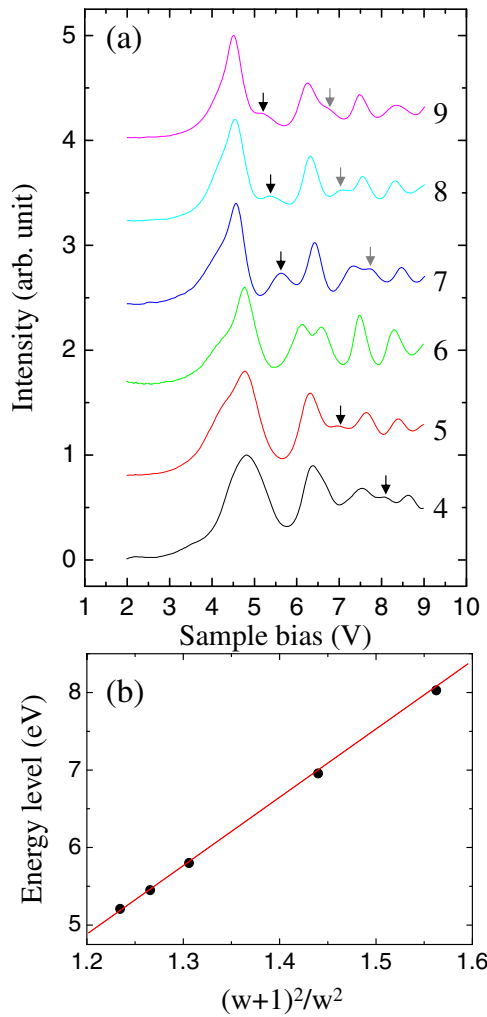 (a)
Intensity (arb. unit)
5
4
3
2
1
0
9
8
7
6
5
4
1 2 3 4 5 6 7 8 9 10
Sample bias (V)
(b)
Energy level (eV)
8
7
6
5
1.2 1.3 1.4 1.5 1.6
(w+1)²/w²